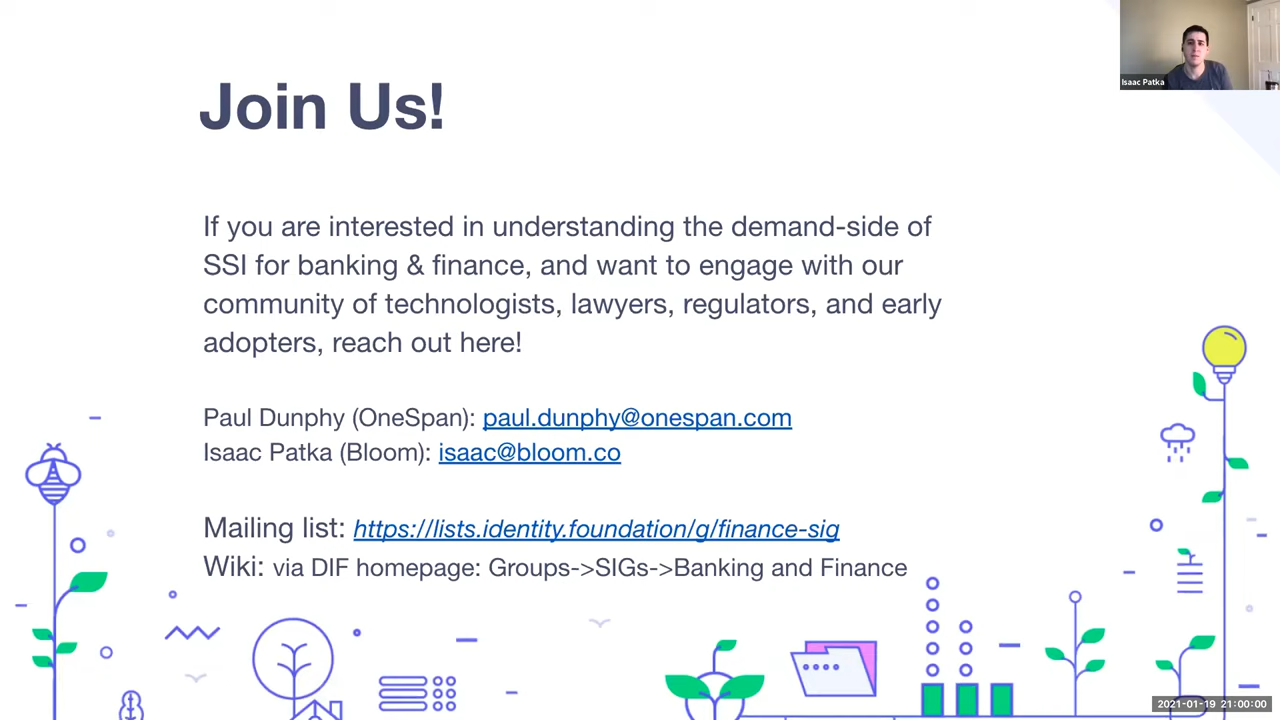 Isaac Patka
Join Us!
If you are interested in understanding the demand-side of
SSI for banking & finance, and want to engage with our
community of technologists, lawyers, regulators, and early
adopters, reach out here!
Paul Dunphy (OneSpan): paul.dunphy@onespan.com
Isaac Patka (Bloom): isaac@bloom.co
Mailing list: https://lists.identity.foundation/g/finance-sig
Wiki: via DIF homepage: Groups->SIGs->Banking and Finance
2021-01-19 21:00:00